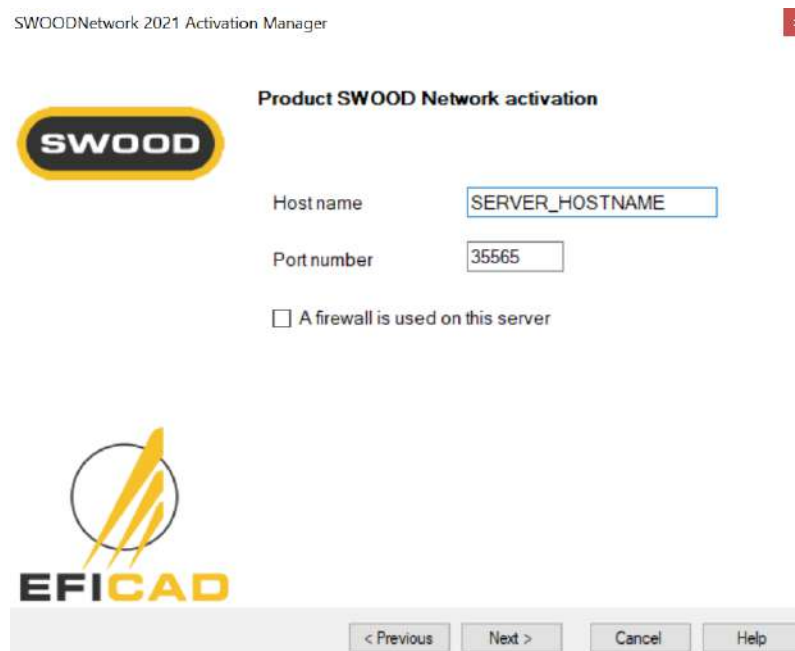 SWOODNetwork 2021 Activation Manager
Product SWOOD Network activation
SWOOD
Host name SERVER_HOSTNAME
Port number 35565
A firewall is used on this server
EFICAD
< Previous Next > Cancel Help